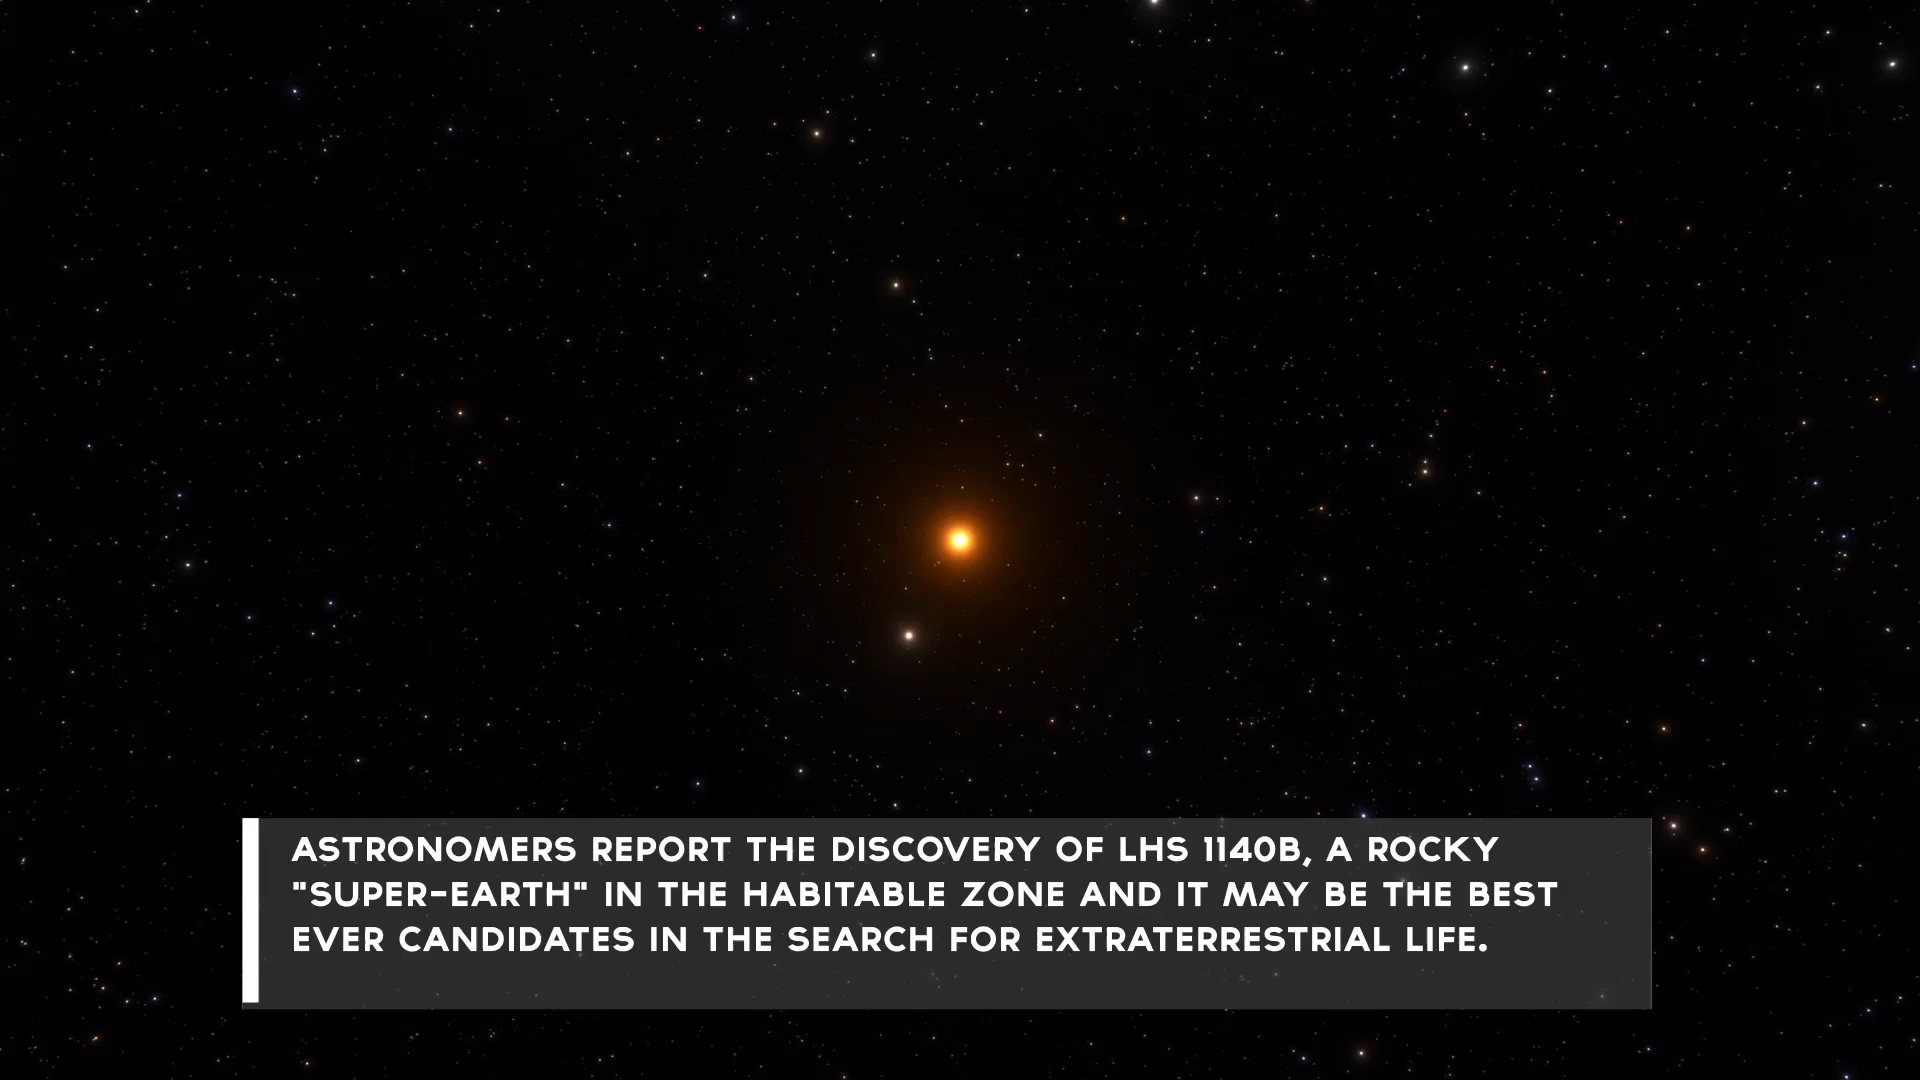 ASTRONOMERS REPORT THE DISCOVERY OF LHS 1140B, A ROCKY
"SUPER-EARTH" IN THE HABITABLE ZONE AND IT MAY BE THE BEST
EVER CANDIDATES IN THE SEARCH FOR EXTRATERRESTRIAL LIFE.